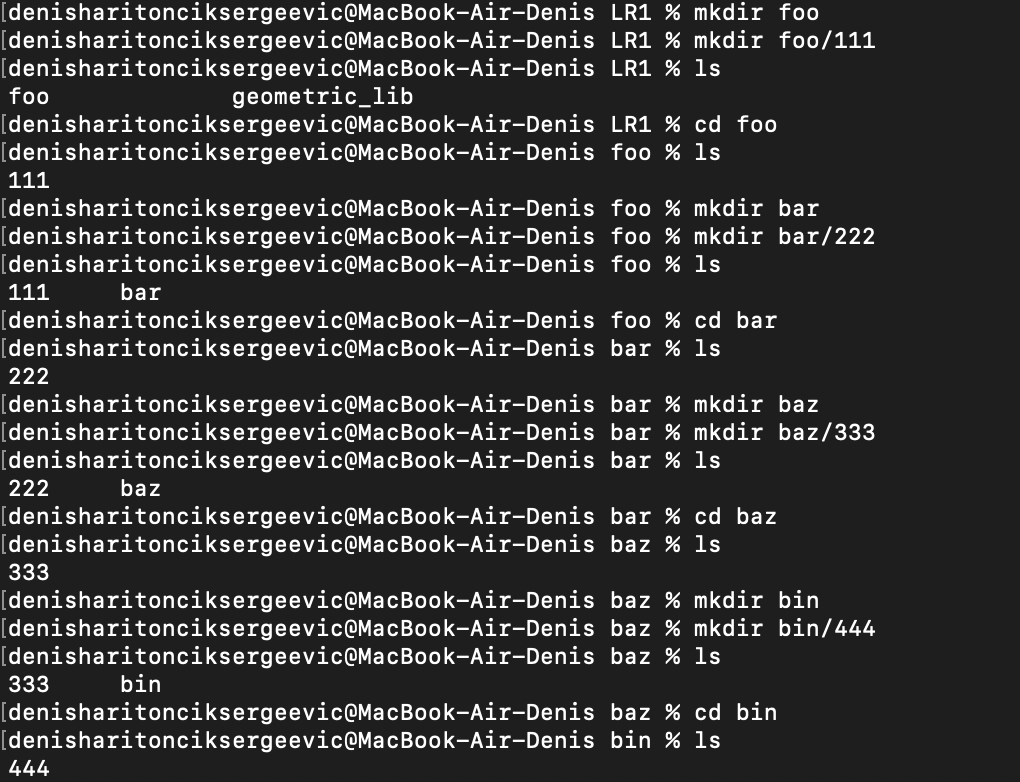 [denisharitonciksergeevic@MacBook-Air-Denis LR1 % mkdir foo
[denisharitonciksergeevic@MacBook-Air-Denis LR1 % mkdir foo/111
[denisharitonciksergeevic@MacBook-Air-Denis LR1 % ls
foo             geometric_lib
[denisharitonciksergeevic@MacBook-Air-Denis LR1 % cd foo
[denisharitonciksergeevic@MacBook-Air-Denis foo % ls
111
[denisharitonciksergeevic@MacBook-Air-Denis foo % mkdir bar
[denisharitonciksergeevic@MacBook-Air-Denis foo % mkdir bar/222
[denisharitonciksergeevic@MacBook-Air-Denis foo % ls
111     bar
[denisharitonciksergeevic@MacBook-Air-Denis foo % cd bar
[denisharitonciksergeevic@MacBook-Air-Denis bar % ls
222
[denisharitonciksergeevic@MacBook-Air-Denis bar % mkdir baz
[denisharitonciksergeevic@MacBook-Air-Denis bar % mkdir baz/333
[denisharitonciksergeevic@MacBook-Air-Denis bar % ls
222     baz
[denisharitonciksergeevic@MacBook-Air-Denis bar % cd baz
[denisharitonciksergeevic@MacBook-Air-Denis baz % ls
333
[denisharitonciksergeevic@MacBook-Air-Denis baz % mkdir bin
[denisharitonciksergeevic@MacBook-Air-Denis baz % mkdir bin/444
[denisharitonciksergeevic@MacBook-Air-Denis baz % ls
333     bin
[denisharitonciksergeevic@MacBook-Air-Denis baz % cd bin
[denisharitonciksergeevic@MacBook-Air-Denis bin % ls
444